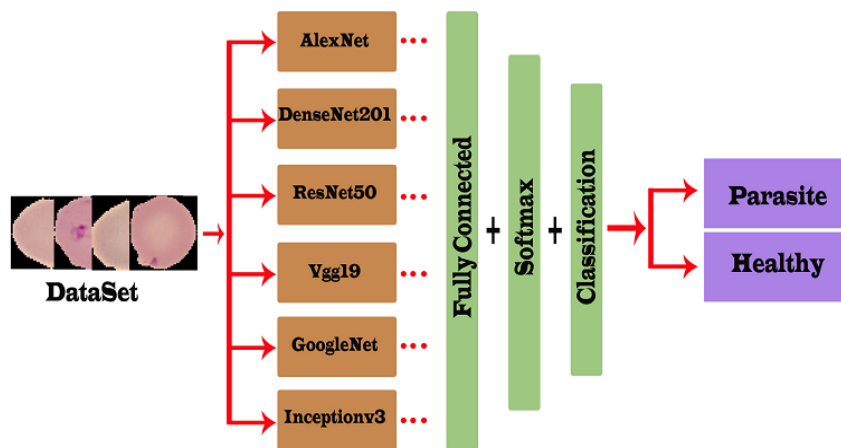 DataSet
AlexNet
DenseNet201
ResNet50
Vgg19
GoogleNet
Inceptionv3
Fully Connected
+
Softmax
+
Classification
Parasite
Healthy